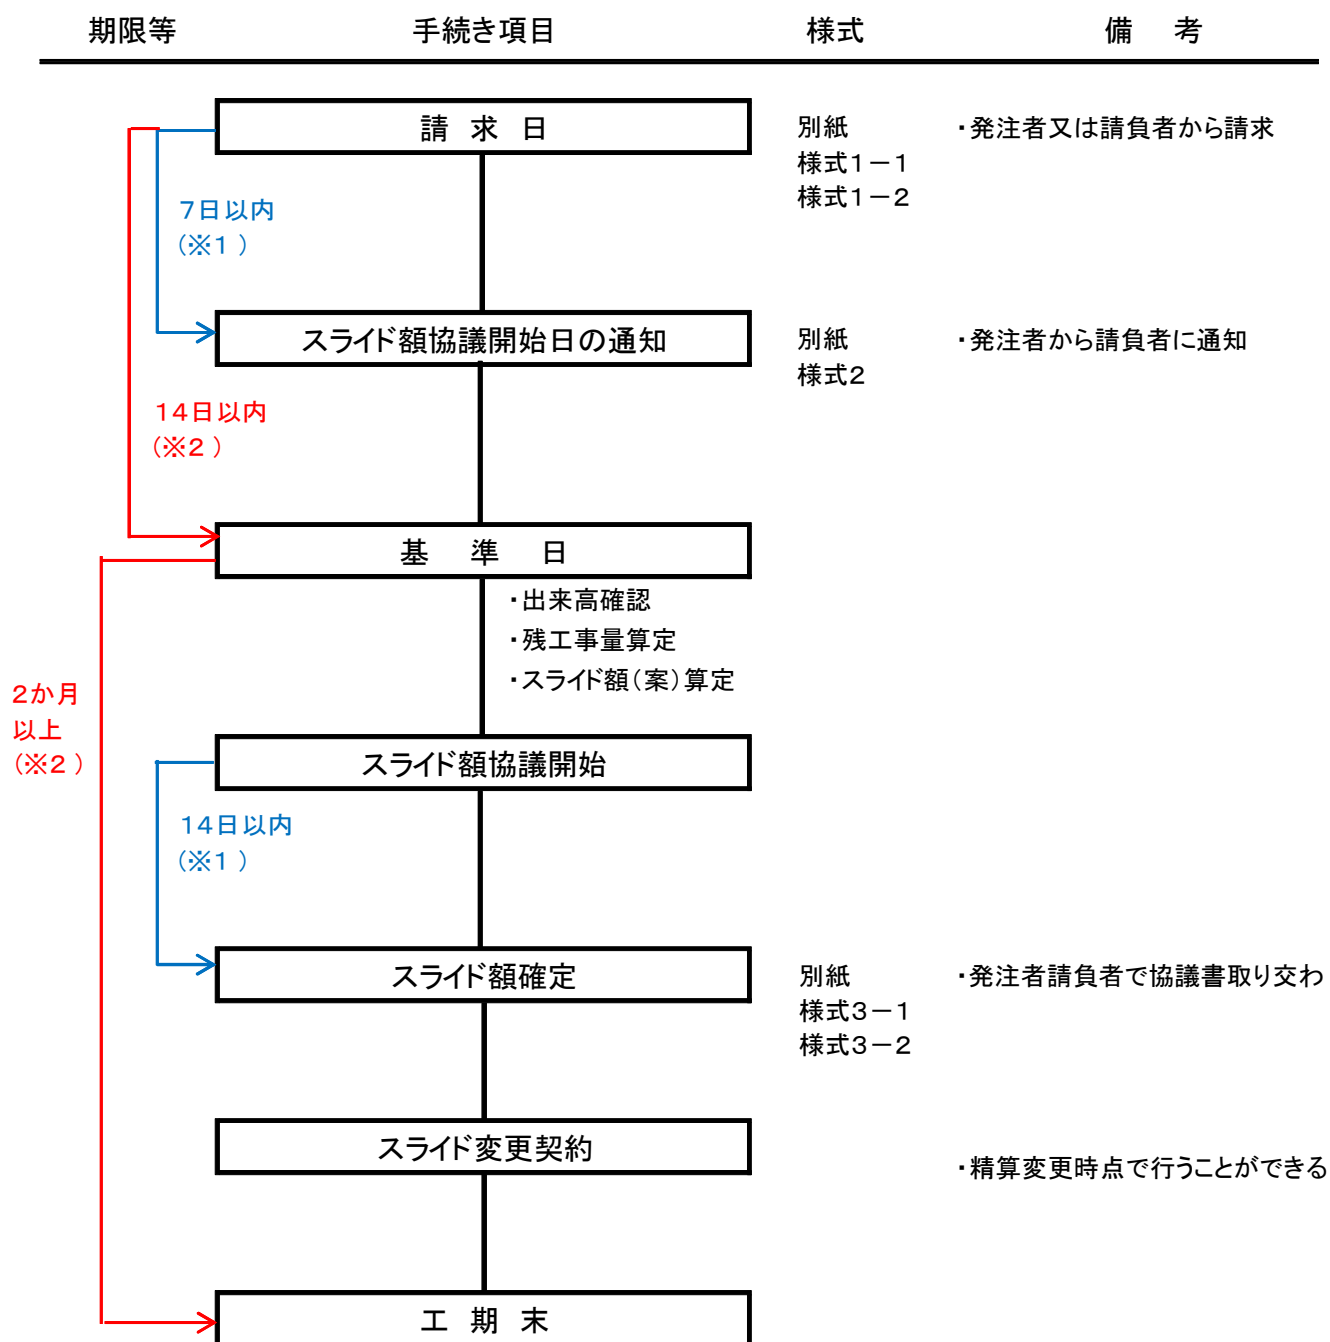 期限等 手続き項目 様式 備 考
請 求 日 別紙 ・発注者又は請負者から請求
様式1-1
様式1-2
7日以内
(※1)
スライド額協議開始日の通知 別紙 ・発注者から請負者に通知
様式2
14日以内
(※2)
基 準 日
・出来高確認
・残工事量算定
・スライド額(案)算定
2か月
以上
(※2)
スライド額協議開始
14日以内
(※1)
スライド額確定 別紙 ・発注者請負者で協議書取り交わ
様式3-1
様式3-2
スライド変更契約
・精算変更時点で行うことができる
工 期 末